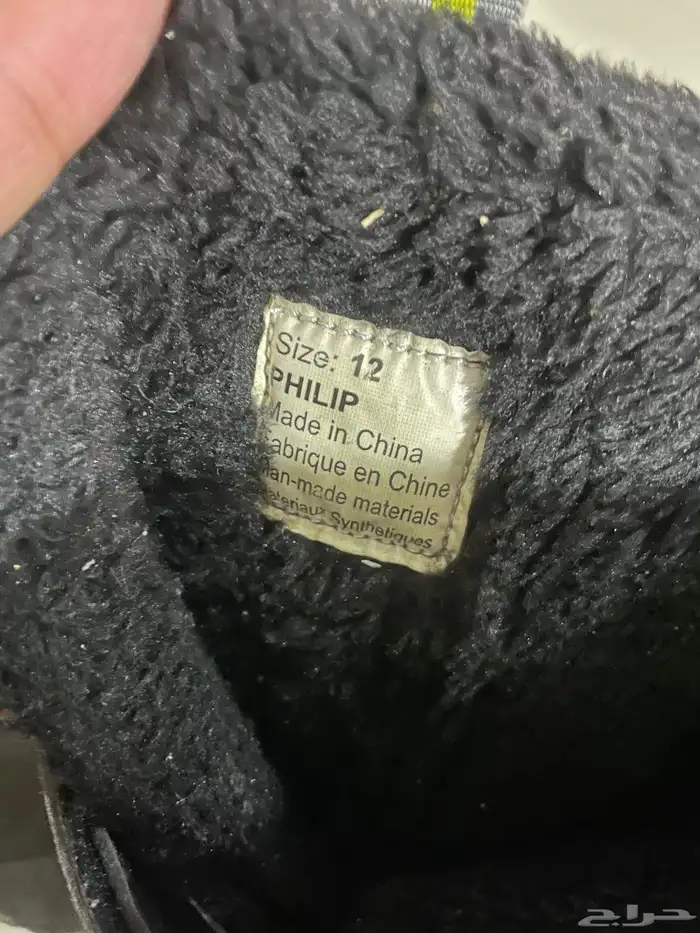 Size: 12
PHILIP
Made in China
abrique en Chine
an-made materials
ateriaux Synthetiques
حراج